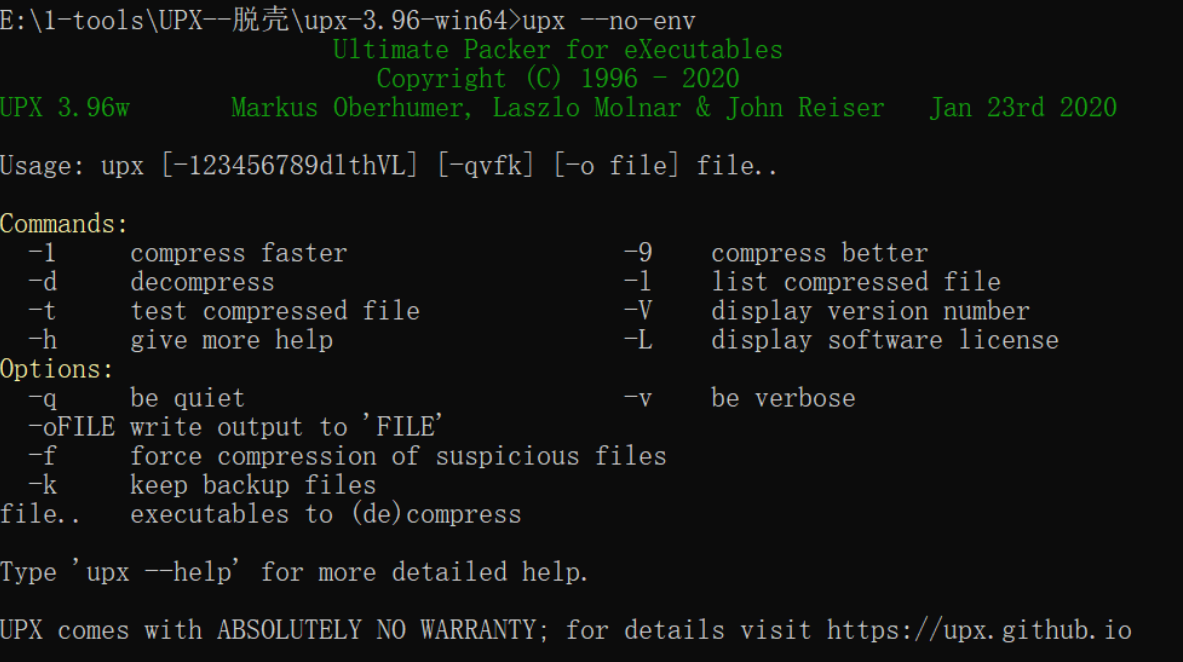 E:\1-tools\UPX--脱壳\upx-3.96-win64>upx --no-env
Ultimate Packer for eXecutables
Copyright (C) 1996 - 2020
UPX 3.96w Markus Oberhumer, Laszlo Molnar & John Reiser Jan 23rd 2020
Usage: upx [-123456789dlthVL] [-qvfk] [-o file] file..
Commands:
-1 compress faster -9 compress better
-d decompress -l list compressed file
-t test compressed file -V display version number
-h give more help -L display software license
Options:
-q be quiet -v be verbose
-oFILE write output to 'FILE'
-f force compression of suspicious files
-k keep backup files
file.. executables to (de)compress
Type 'upx --help' for more detailed help.
UPX comes with ABSOLUTELY NO WARRANTY; for details visit https://upx.github.io